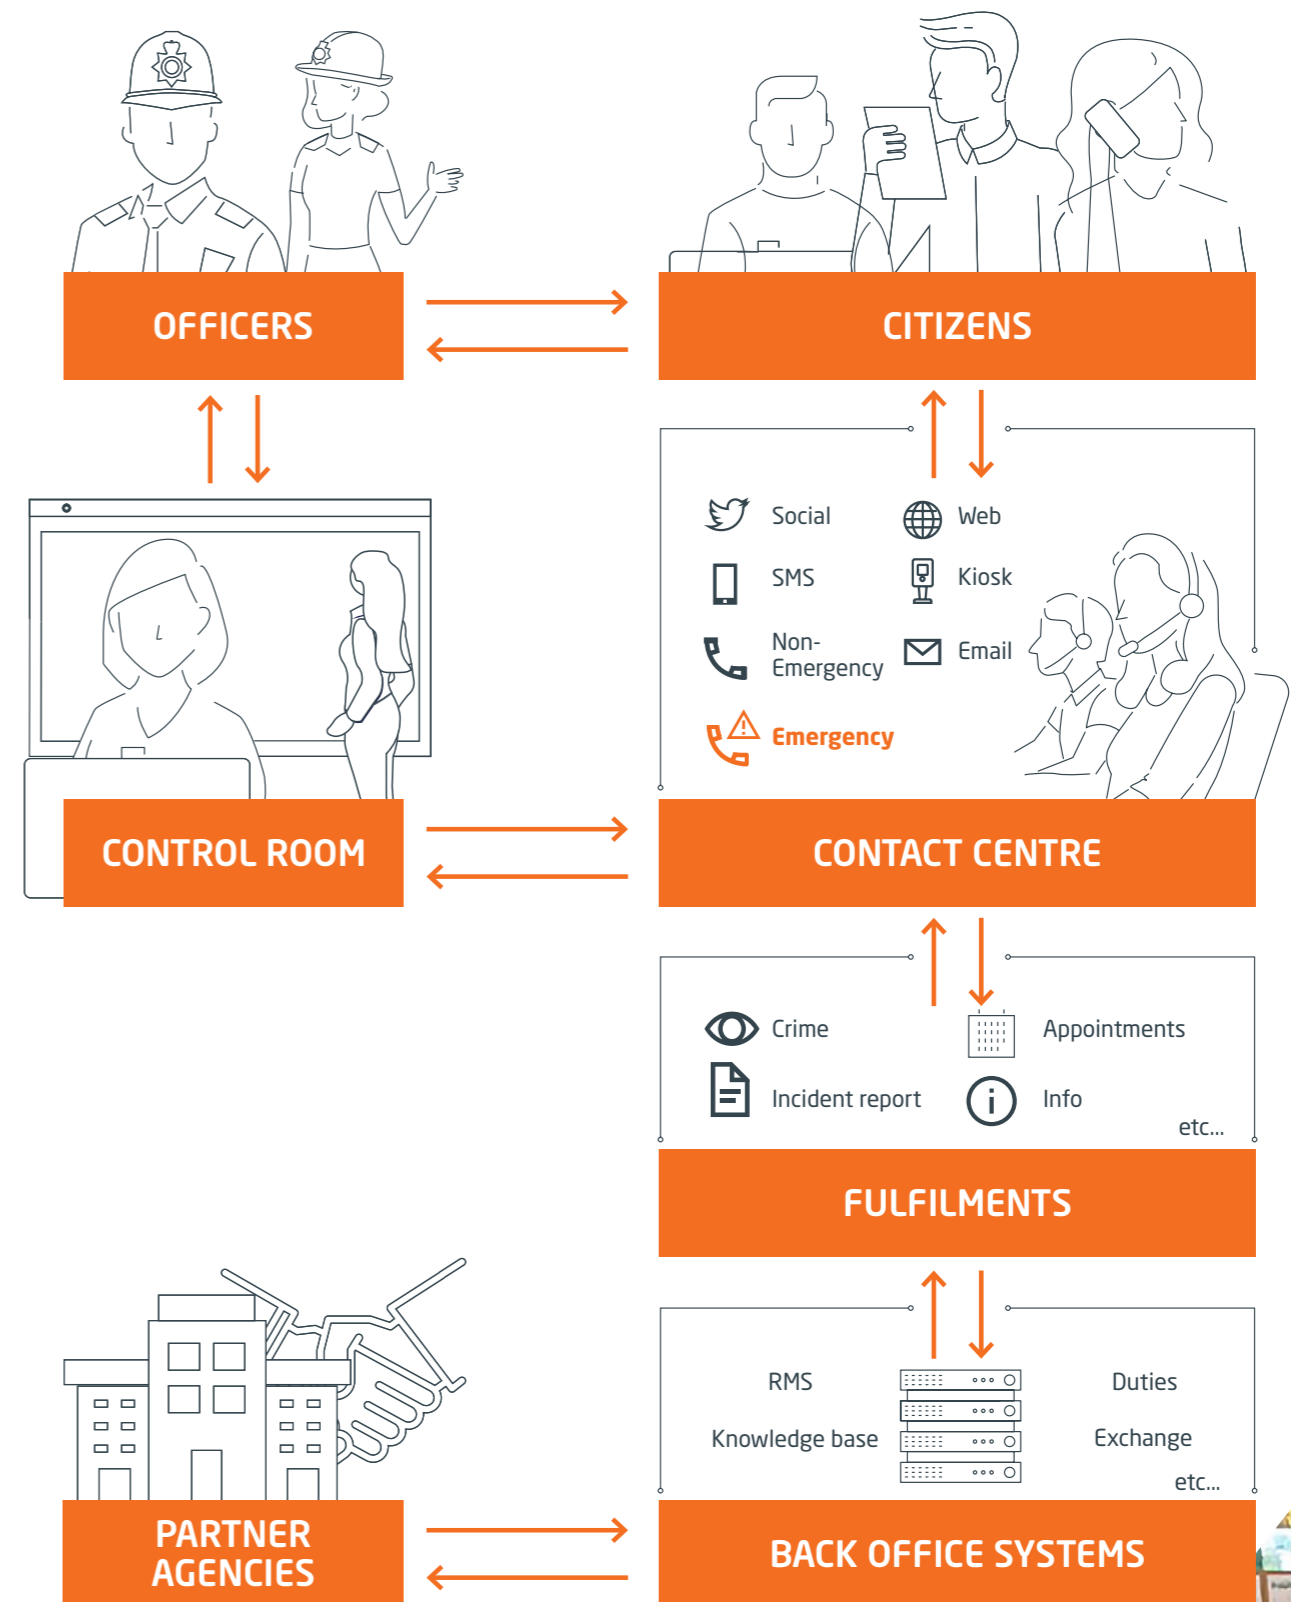 OFFICERS
CITIZENS
Social
Web
SMS
Kiosk
Non-
Emergency
Email
Emergency
CONTROL ROOM
CONTACT CENTRE
Crime
Appointments
Incident report
Info
etc...
FULFILMENTS
RMS
Duties
Knowledge base
Exchange
etc...
PARTNER
AGENCIES
BACK OFFICE SYSTEMS